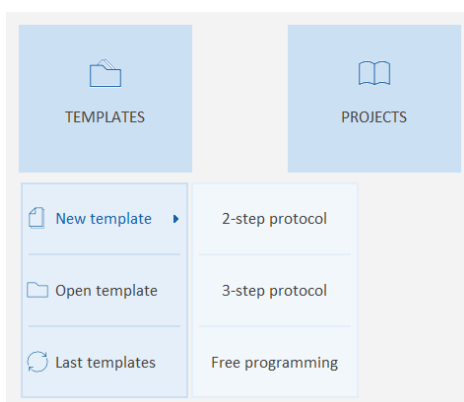 TEMPLATES
PROJECTS
New template
2-step protocol
Open template
3-step protocol
Last templates
Free programming